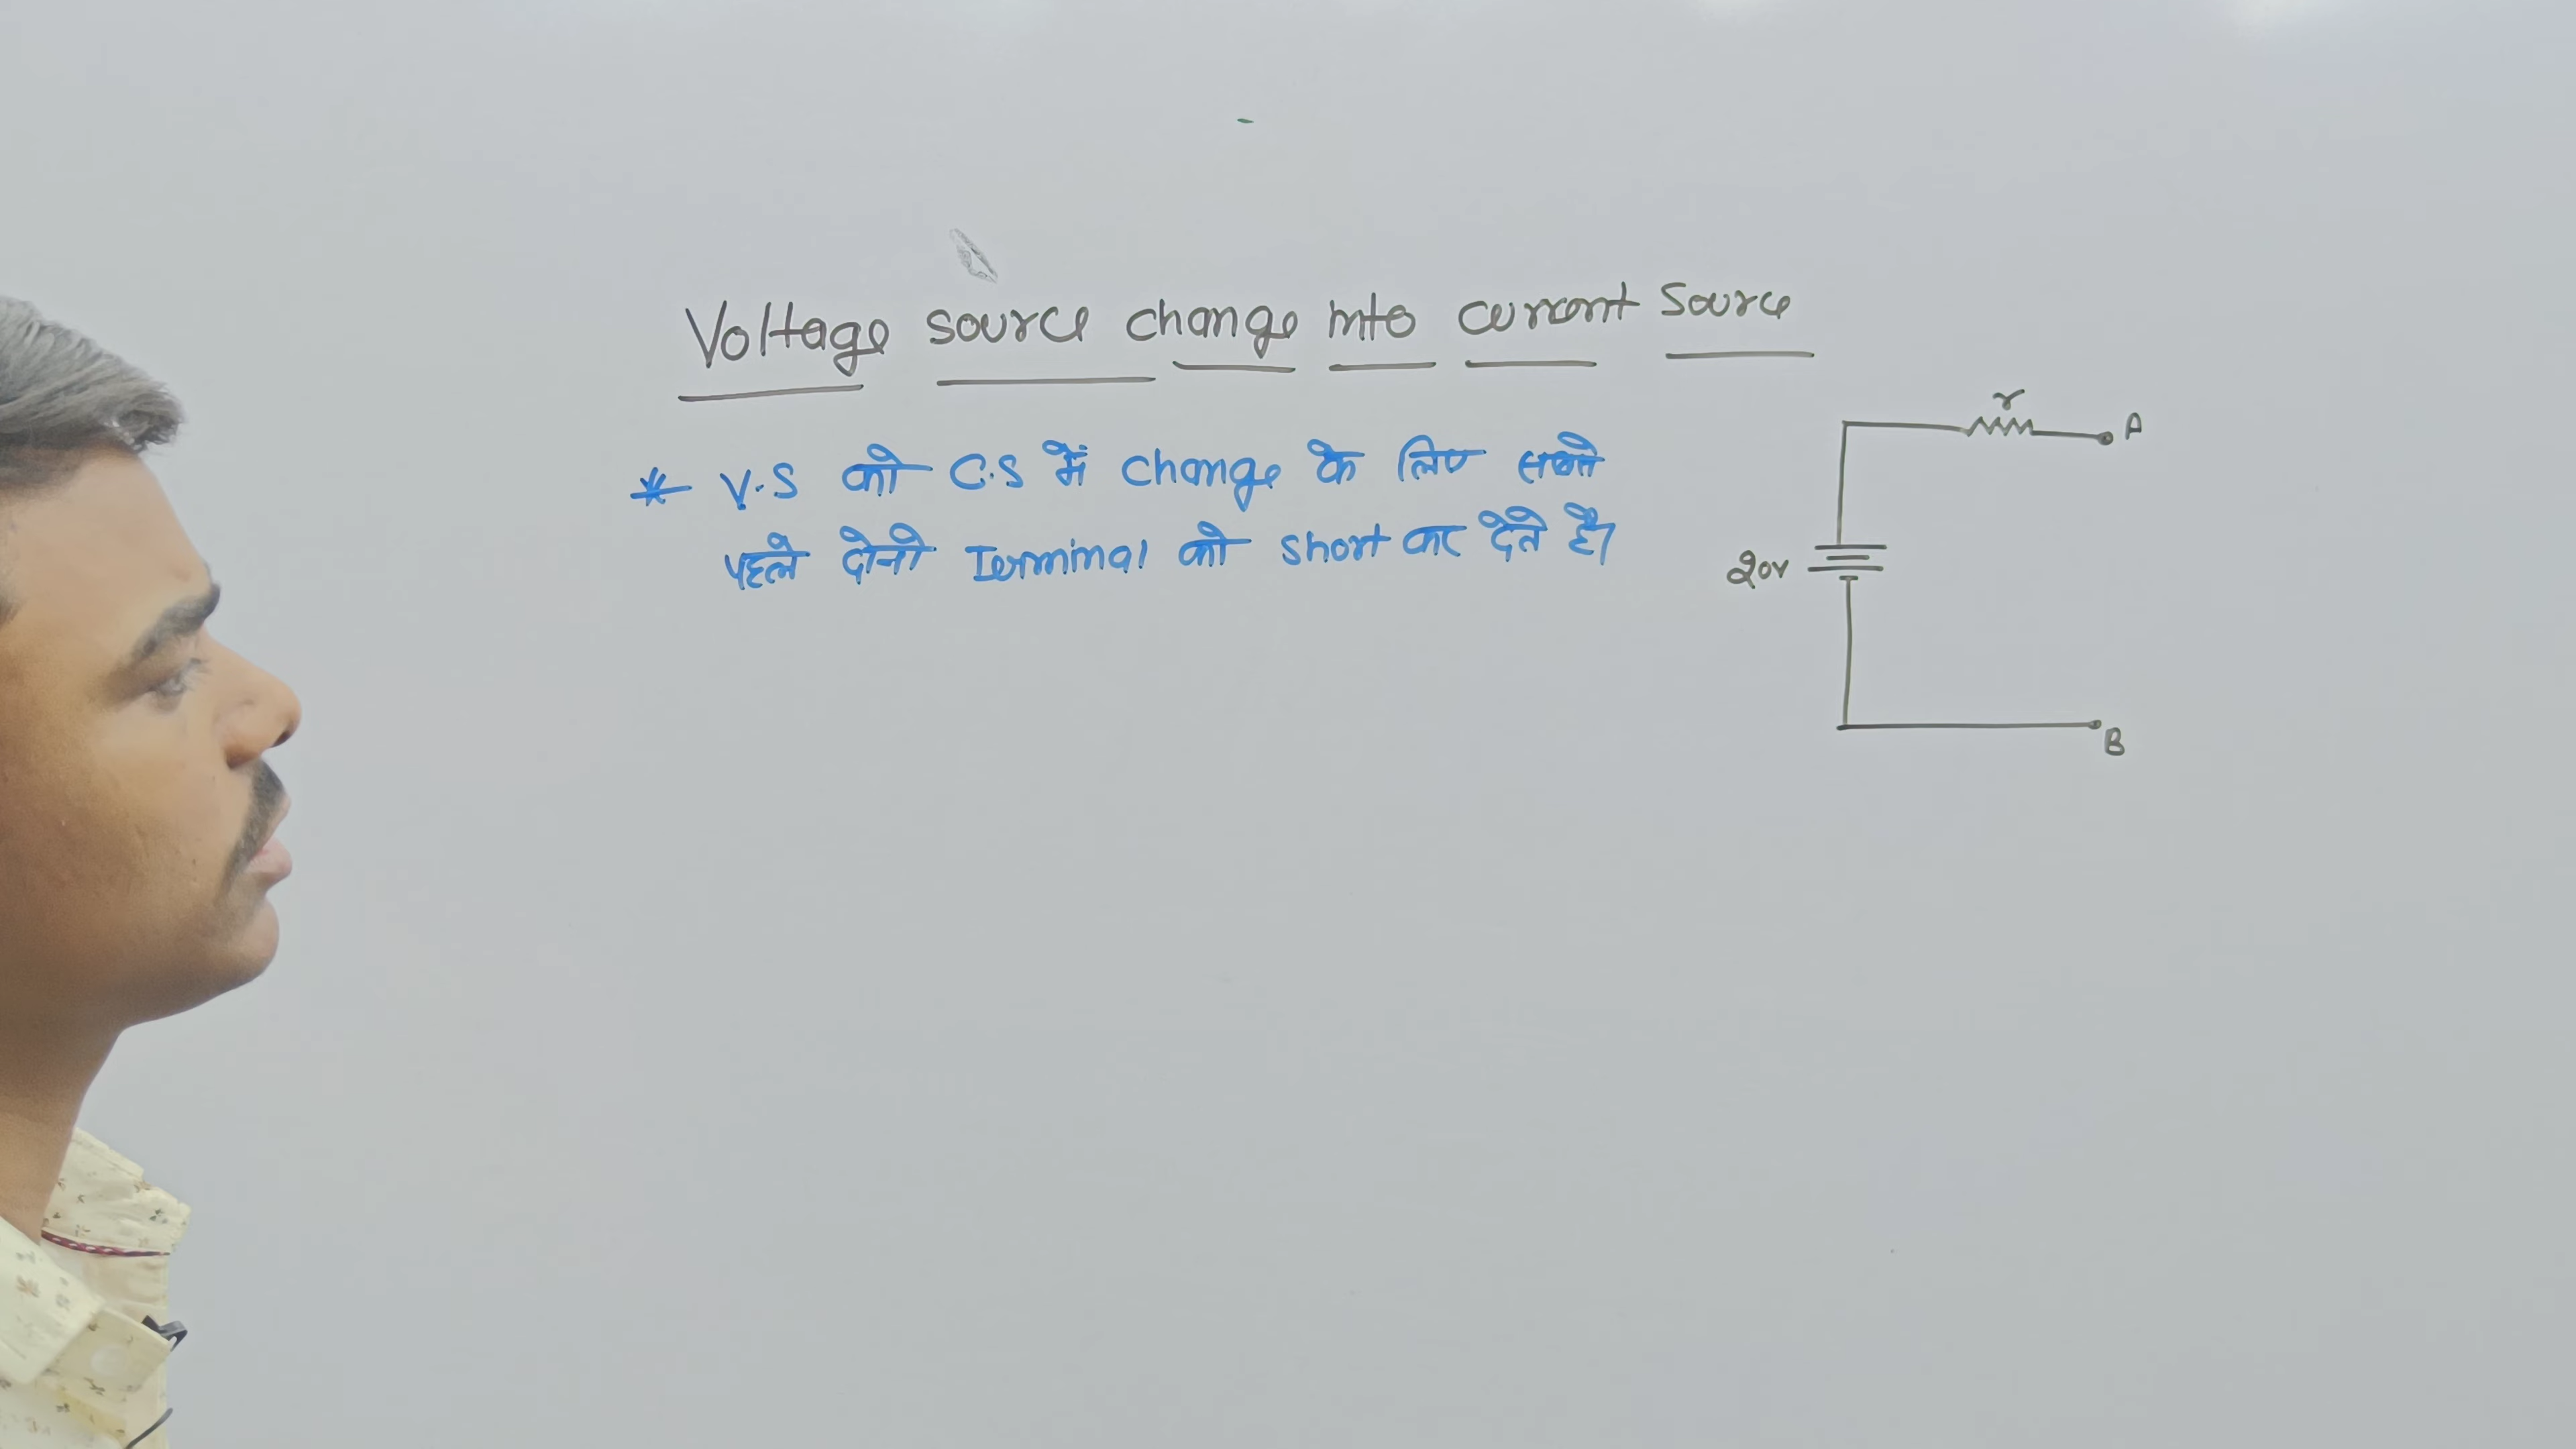 Voltage source change into current source
* V.S को C.S में change के लिए सबसे
पहले दोनो Terminal को short कर देते है।
r
A
20v
B